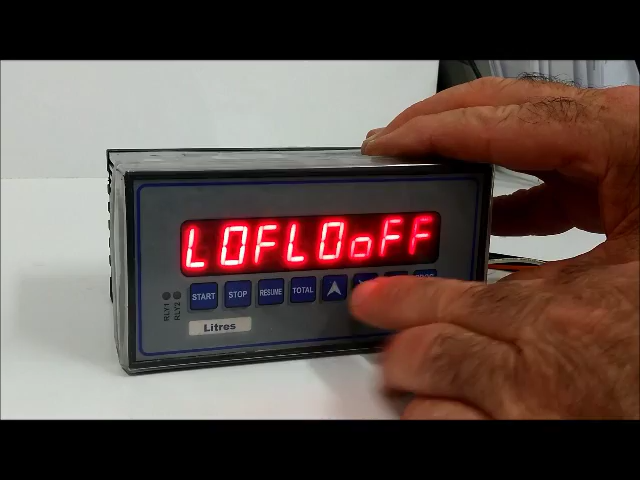 LOFLOoFF
START STOP RESUME TOTAL
RLY1
RLY2
Litres